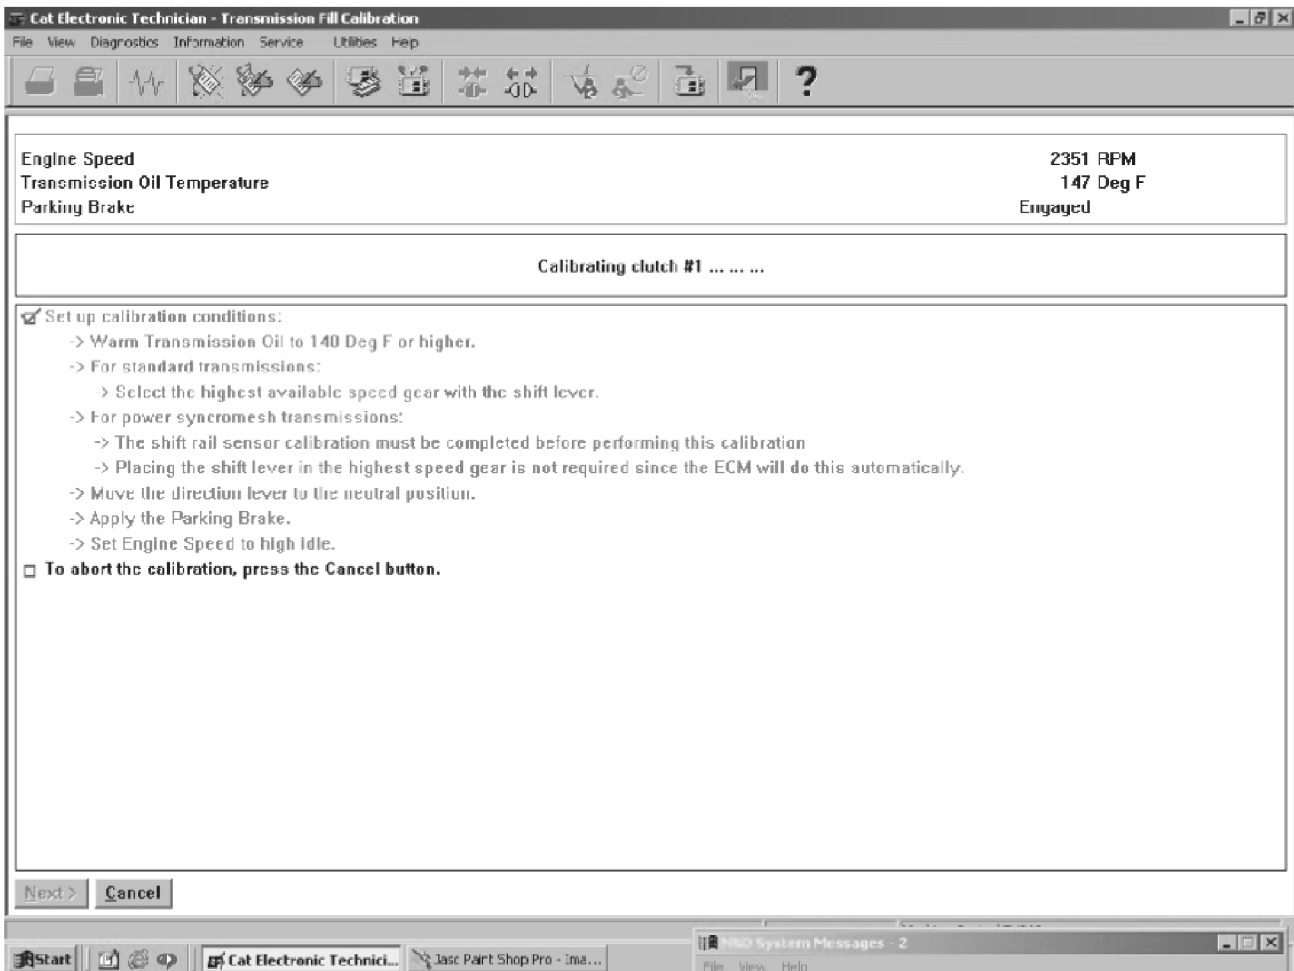 Cat Electronic Technician - Transmission Fill Calibration
File View Diagnostics Information Service Utilities Help
?
Engine Speed 2351 RPM
Transmission Oil Temperature 147 Deg F
Parking Brake Engaged
Calibrating clutch #1 ... ... ...
Set up calibration conditions:
-> Warm Transmission Oil to 140 Deg F or higher.
-> For standard transmissions:
-> Select the highest available speed gear with the shift lever.
-> For power syncromesh transmissions:
-> The shift rail sensor calibration must be completed before performing this calibration
-> Placing the shift lever in the highest speed gear is not required since the ECM will do this automatically.
-> Move the direction lever to the neutral position.
-> Apply the Parking Brake.
-> Set Engine Speed to high idle.
To abort the calibration, press the Cancel button.
Next > Cancel
System Messages - 2
Start Cat Electronic Technici... Jasc Paint Shop Pro - Ima...
File View Help